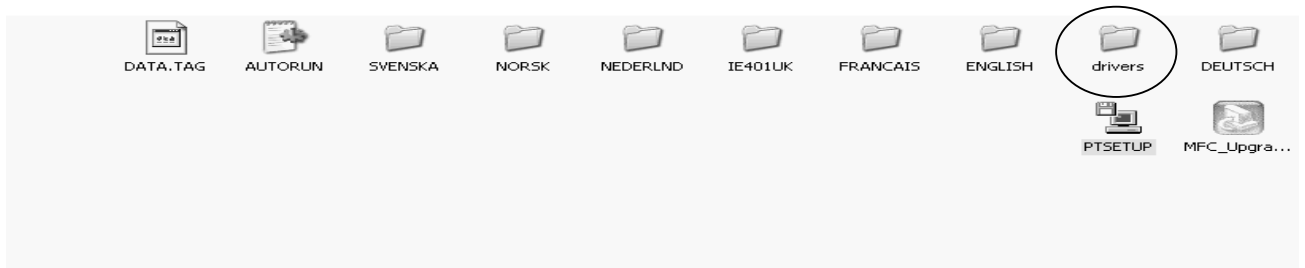 DATA.TAG AUTORUN SVENSKA NORSK NEDERLND IE401UK FRANCAIS ENGLISH drivers DEUTSCH
PTSETUP MFC_Upgra...